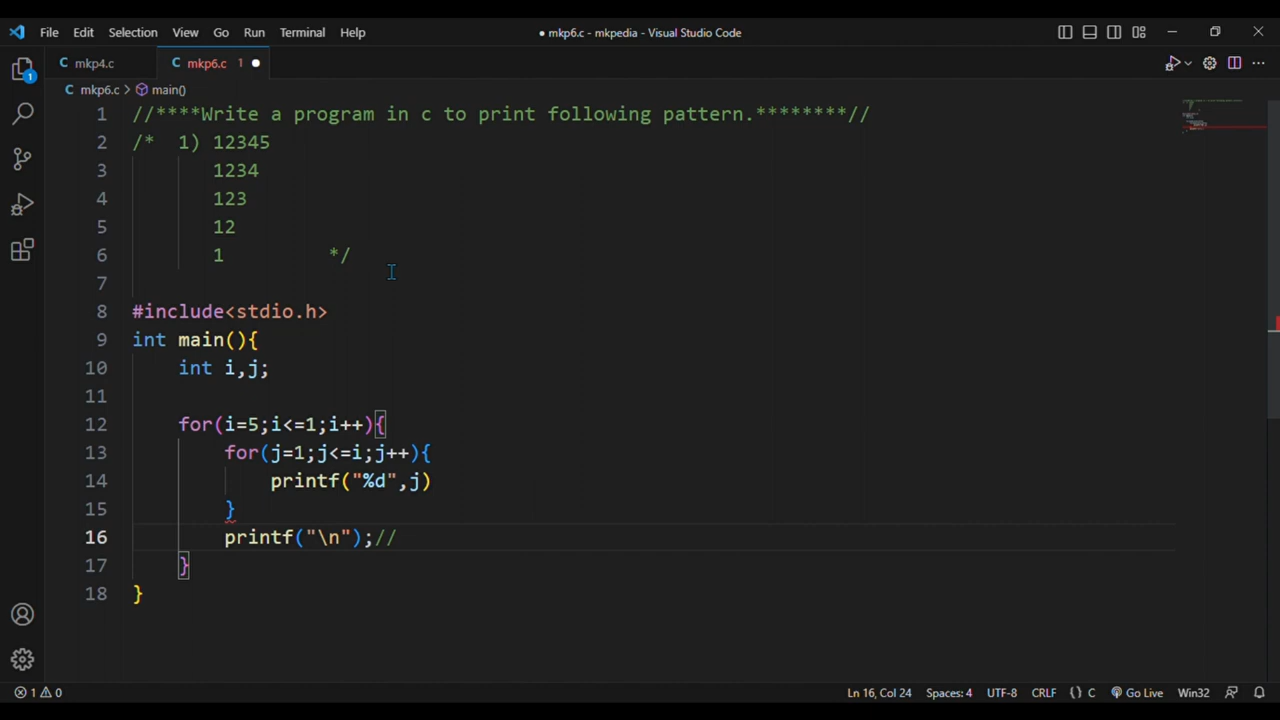 File Edit Selection View Go Run Terminal Help ● mkp6.c - mkpedia - Visual Studio Code
C mkp4.c C mkp6.c 1 ●
C mkp6.c > main()
1 //****Write a program in c to print following pattern.********//
2 /*  1) 12345
3        1234
4        123
5        12
6        1         */
7
8 #include<stdio.h>
9 int main(){
10     int i,j;
11
12     for(i=5;i<=1;i++){
13         for(j=1;j<=i;j++){
14             printf("%d",j)
15         }
16         printf("\n");//
17     }
18 }
1 0 Ln 16, Col 24 Spaces: 4 UTF-8 CRLF {} C Go Live Win32